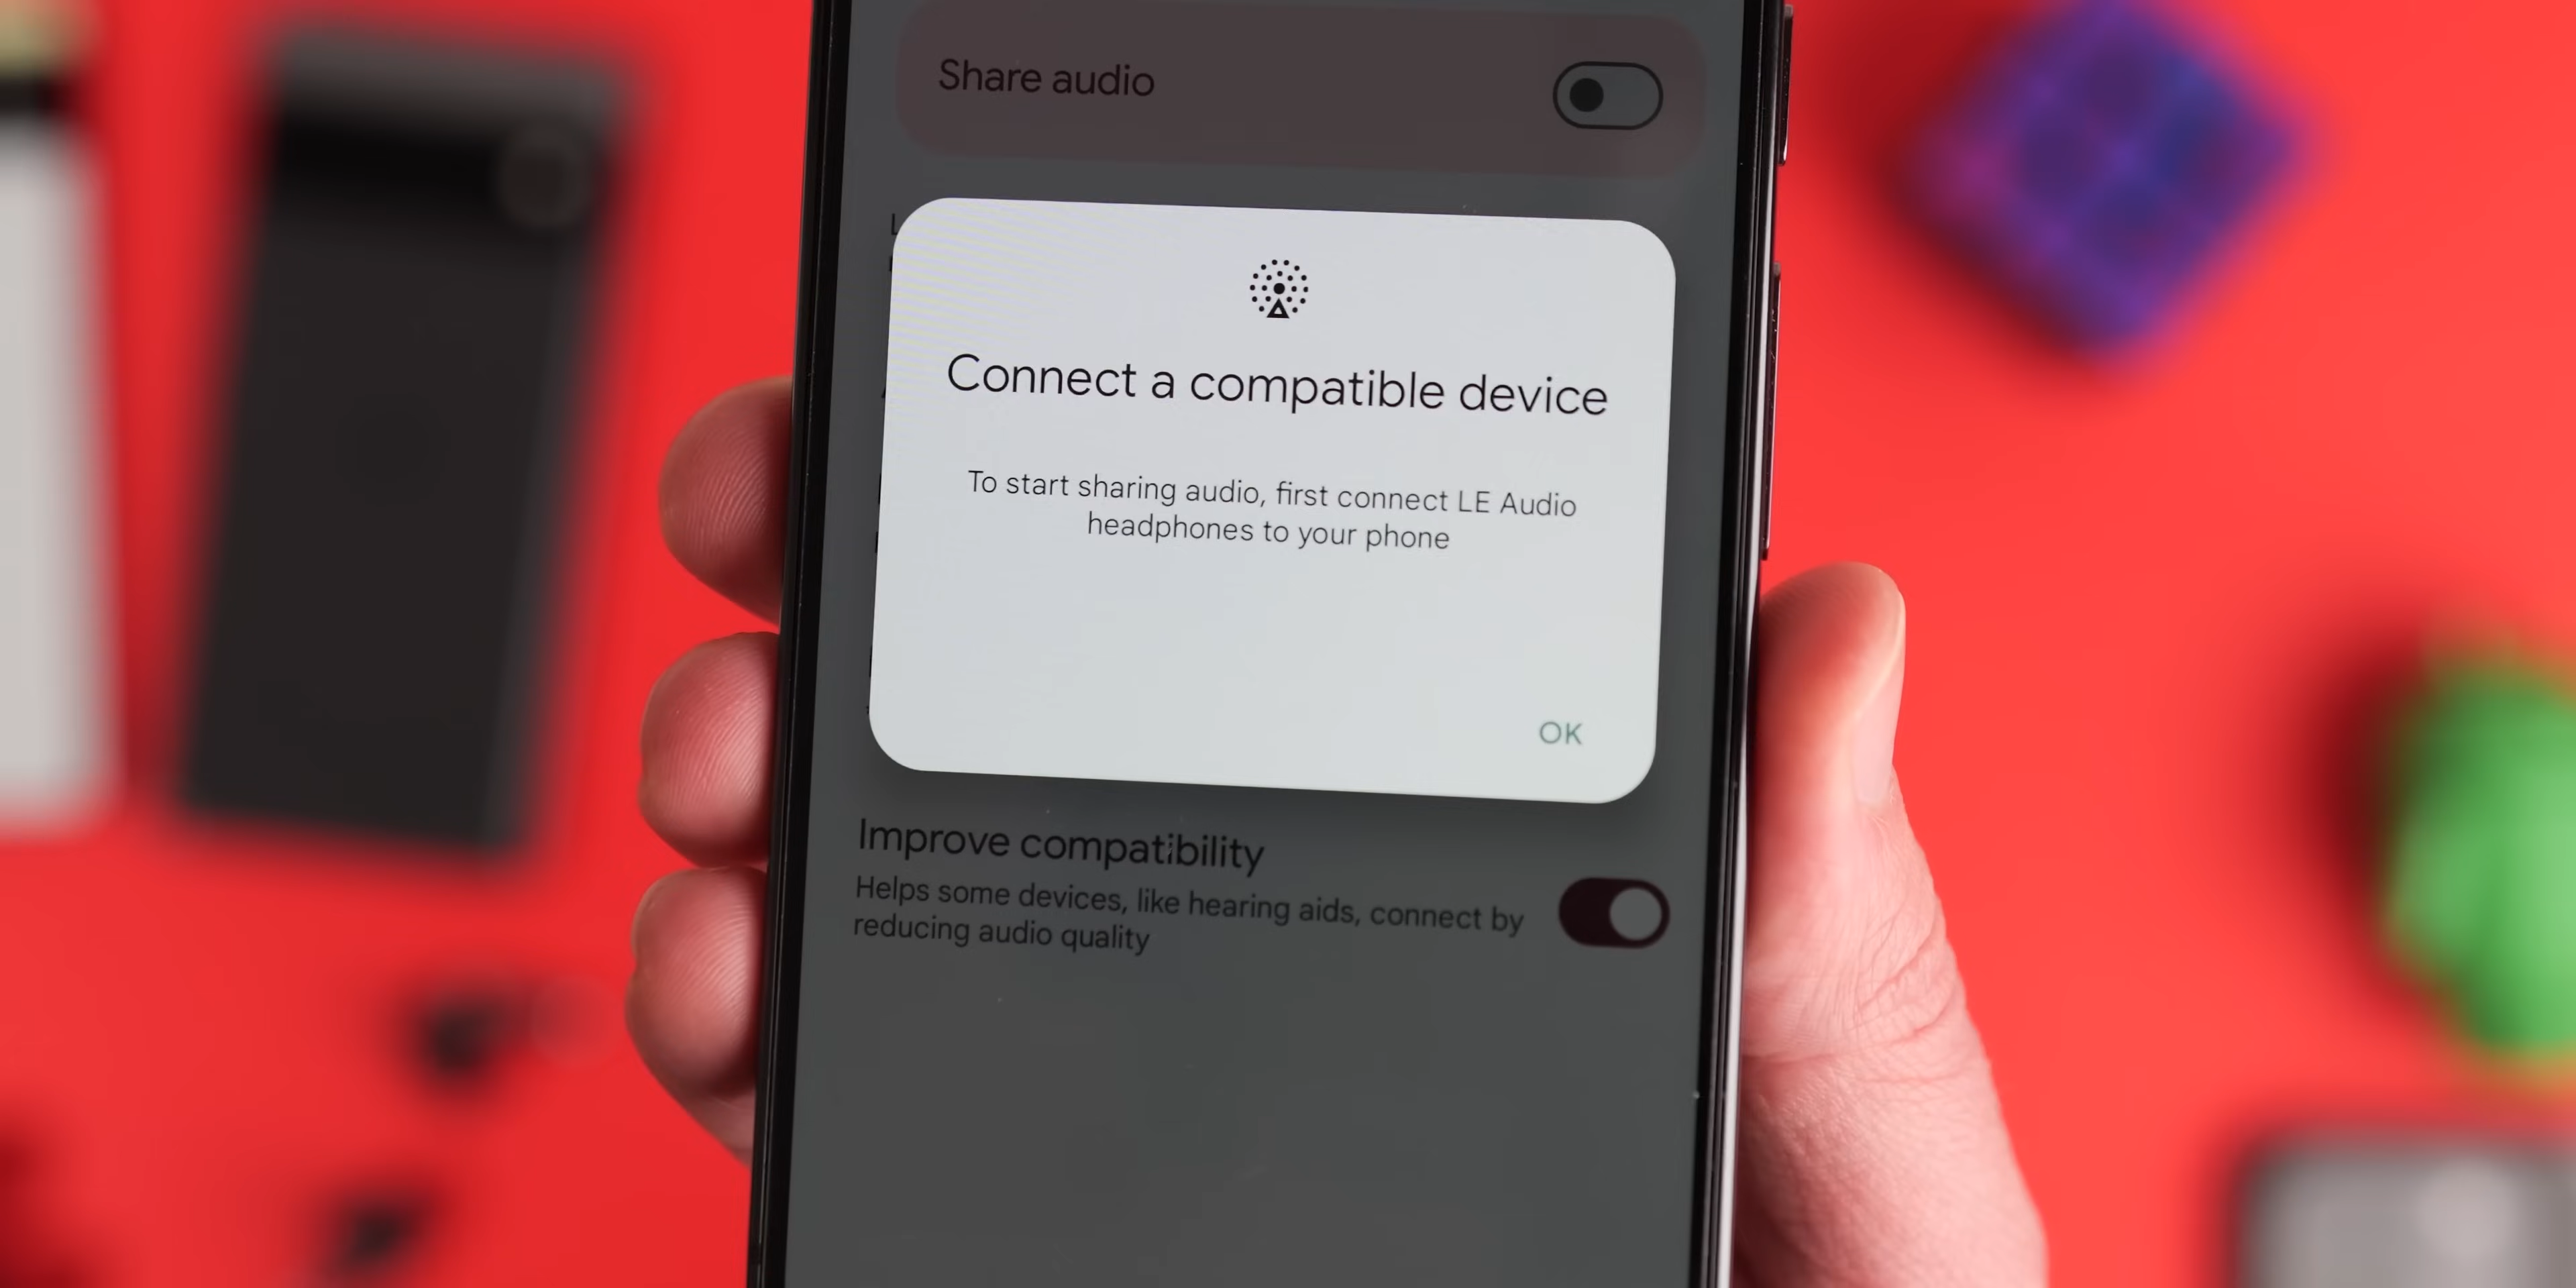 Share audio
Connect a compatible device
To start sharing audio, first connect LE Audio
headphones to your phone
OK
Improve compatibility
Helps some devices, like hearing aids, connect by
reducing audio quality